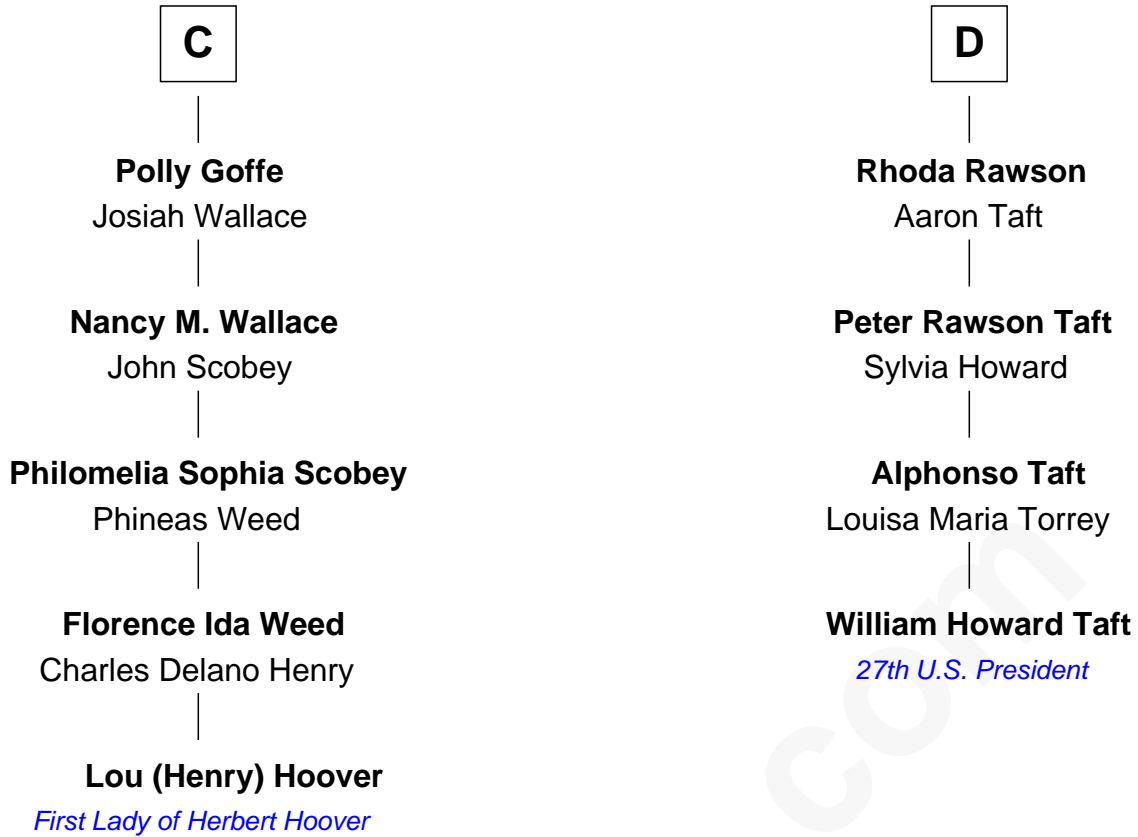 C
Polly Goffe
Josiah Wallace
Nancy M. Wallace
John Scobey
Philomelia Sophia Scobey
Phineas Weed
Florence Ida Weed
Charles Delano Henry
Lou (Henry) Hoover
First Lady of Herbert Hoover
D
Rhoda Rawson
Aaron Taft
Peter Rawson Taft
Sylvia Howard
Alphonso Taft
Louisa Maria Torrey
William Howard Taft
27th U.S. President
com